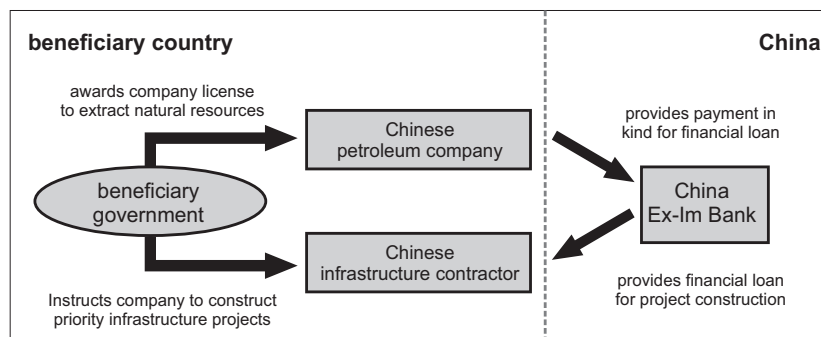 beneficiary country
China
awards company license
to extract natural resources
Chinese
petroleum company
provides payment in
kind for financial loan
beneficiary
government
China
Ex-Im Bank
Chinese
infrastructure contractor
Instructs company to construct
priority infrastructure projects
provides financial loan
for project construction